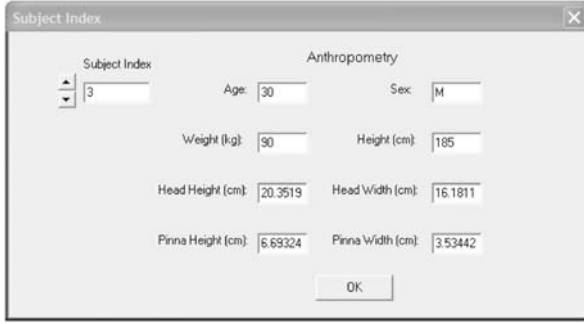 Subject Index
Anthropometry
Subject Index
3
Age: 30 Sex: M
Weight (kg): 90 Height (cm): 185
Head Height (cm): 20.3519 Head Width (cm): 16.1811
Pinna Height (cm): 6.69324 Pinna Width (cm): 3.53442
OK